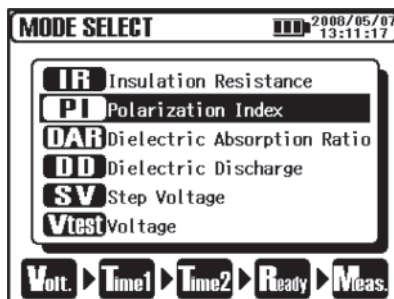 MODE SELECT
2008/05/07
13:11:17
IR Insulation Resistance
PI Polarization Index
DAR Dielectric Absorption Ratio
DD Dielectric Discharge
SV Step Voltage
Vtest Voltage
Volt. Time1 Time2 Ready Meas.